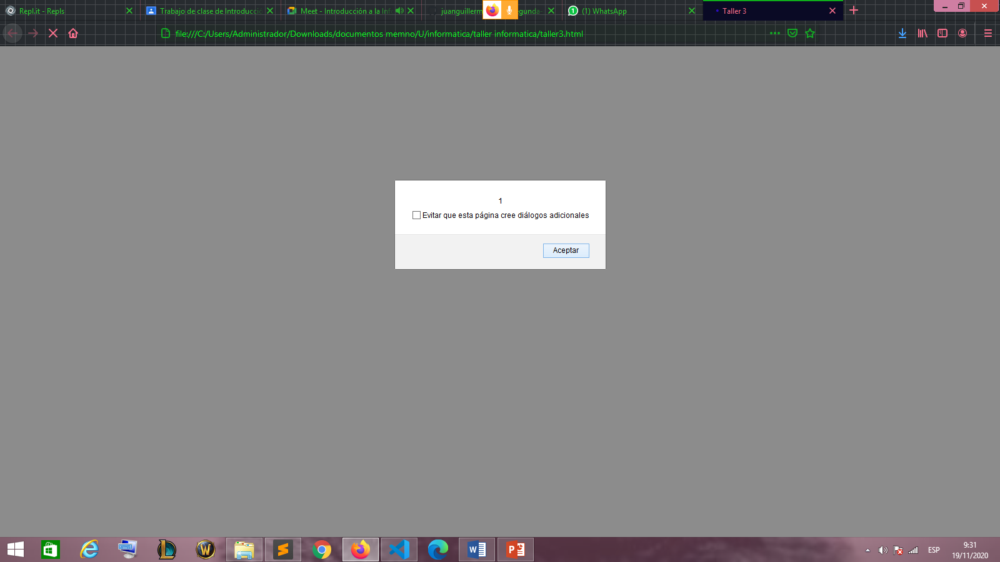 Repl.it - Repls
Trabajo de clase de Introducci
Meet - Introducción a la Inf
juanguillerm
egunda-
1
(1) WhatsApp
Taller 3
file:///C:/Users/Administrador/Downloads/documentos memno/U/informatica/taller informatica/taller3.html
1
Evitar que esta página cree diálogos adicionales
Aceptar
ESP
9:31
19/11/2020